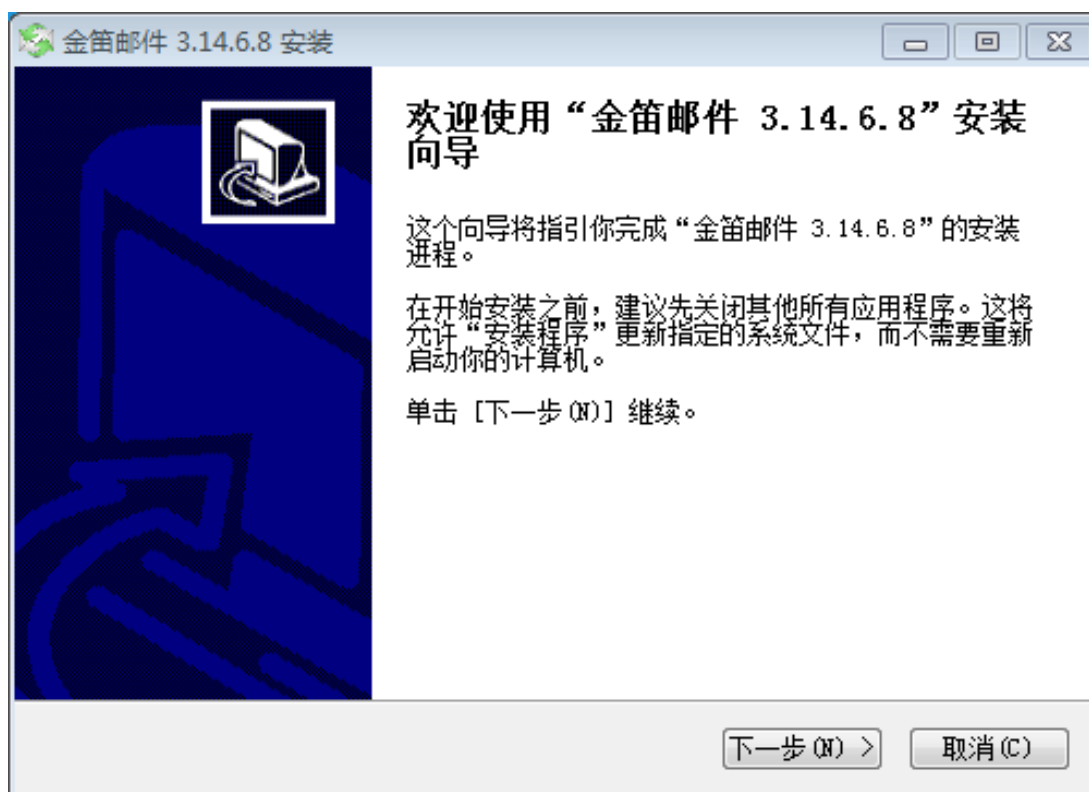 金笛邮件 3.14.6.8 安装
欢迎使用“金笛邮件 3.14.6.8”安装
向导
这个向导将指引你完成“金笛邮件 3.14.6.8”的安装
进程。
在开始安装之前，建议先关闭其他所有应用程序。这将
允许“安装程序”更新指定的系统文件，而不需要重新
启动你的计算机。
单击 [下一步(N)] 继续。
下一步(N) >
取消(C)